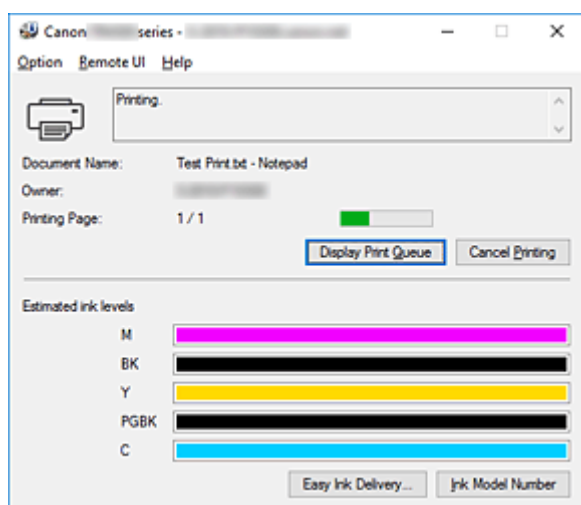 Canon series -
Option Remote UI Help
Printing.
Document Name: Test Print.txt - Notepad
Owner:
Printing Page: 1 / 1
Display Print Queue Cancel Printing
Estimated ink levels
M
BK
Y
PGBK
C
Easy Ink Delivery... Ink Model Number